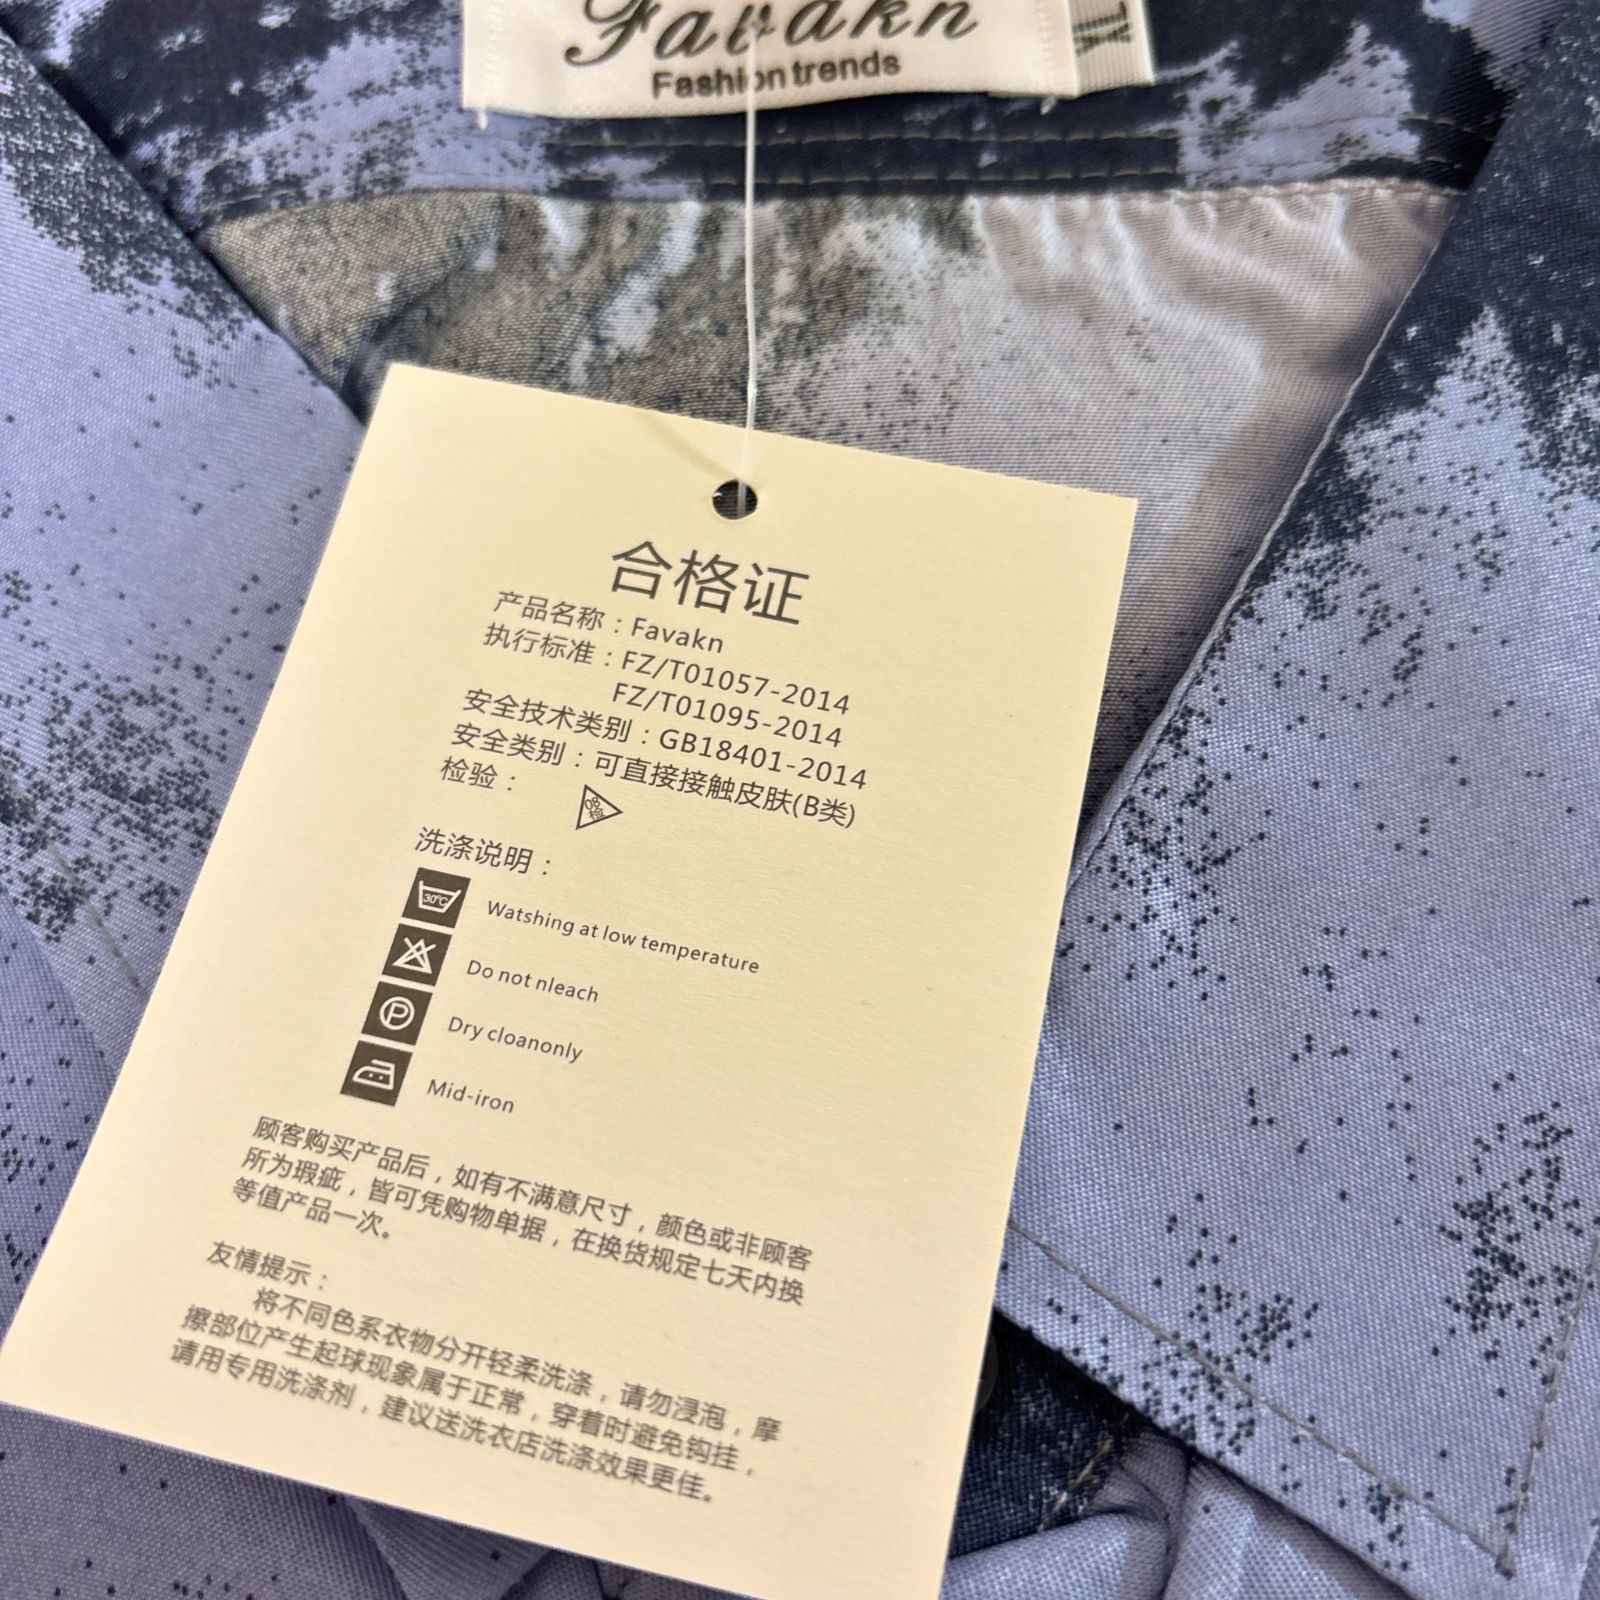 Favakn
Fashion trends
XL
合格证
产品名称：Favakn
执行标准：FZ/T01057-2014
FZ/T01095-2014
安全技术类别：GB18401-2014
安全类别：可直接接触皮肤(B类)
检验：
08
检
洗涤说明：
30℃
Watshing at low temperature
Do not nleach
P
Dry cloanonly
Mid-iron
顾客购买产品后，如有不满意尺寸，颜色或非顾客
所为瑕疵，皆可凭购物单据，在换货规定七天内换
等值产品一次。
友情提示：
将不同色系衣物分开轻柔洗涤，请勿浸泡，摩
擦部位产生起球现象属于正常，穿着时避免钩挂，
请用专用洗涤剂，建议送洗衣店洗涤效果更佳。